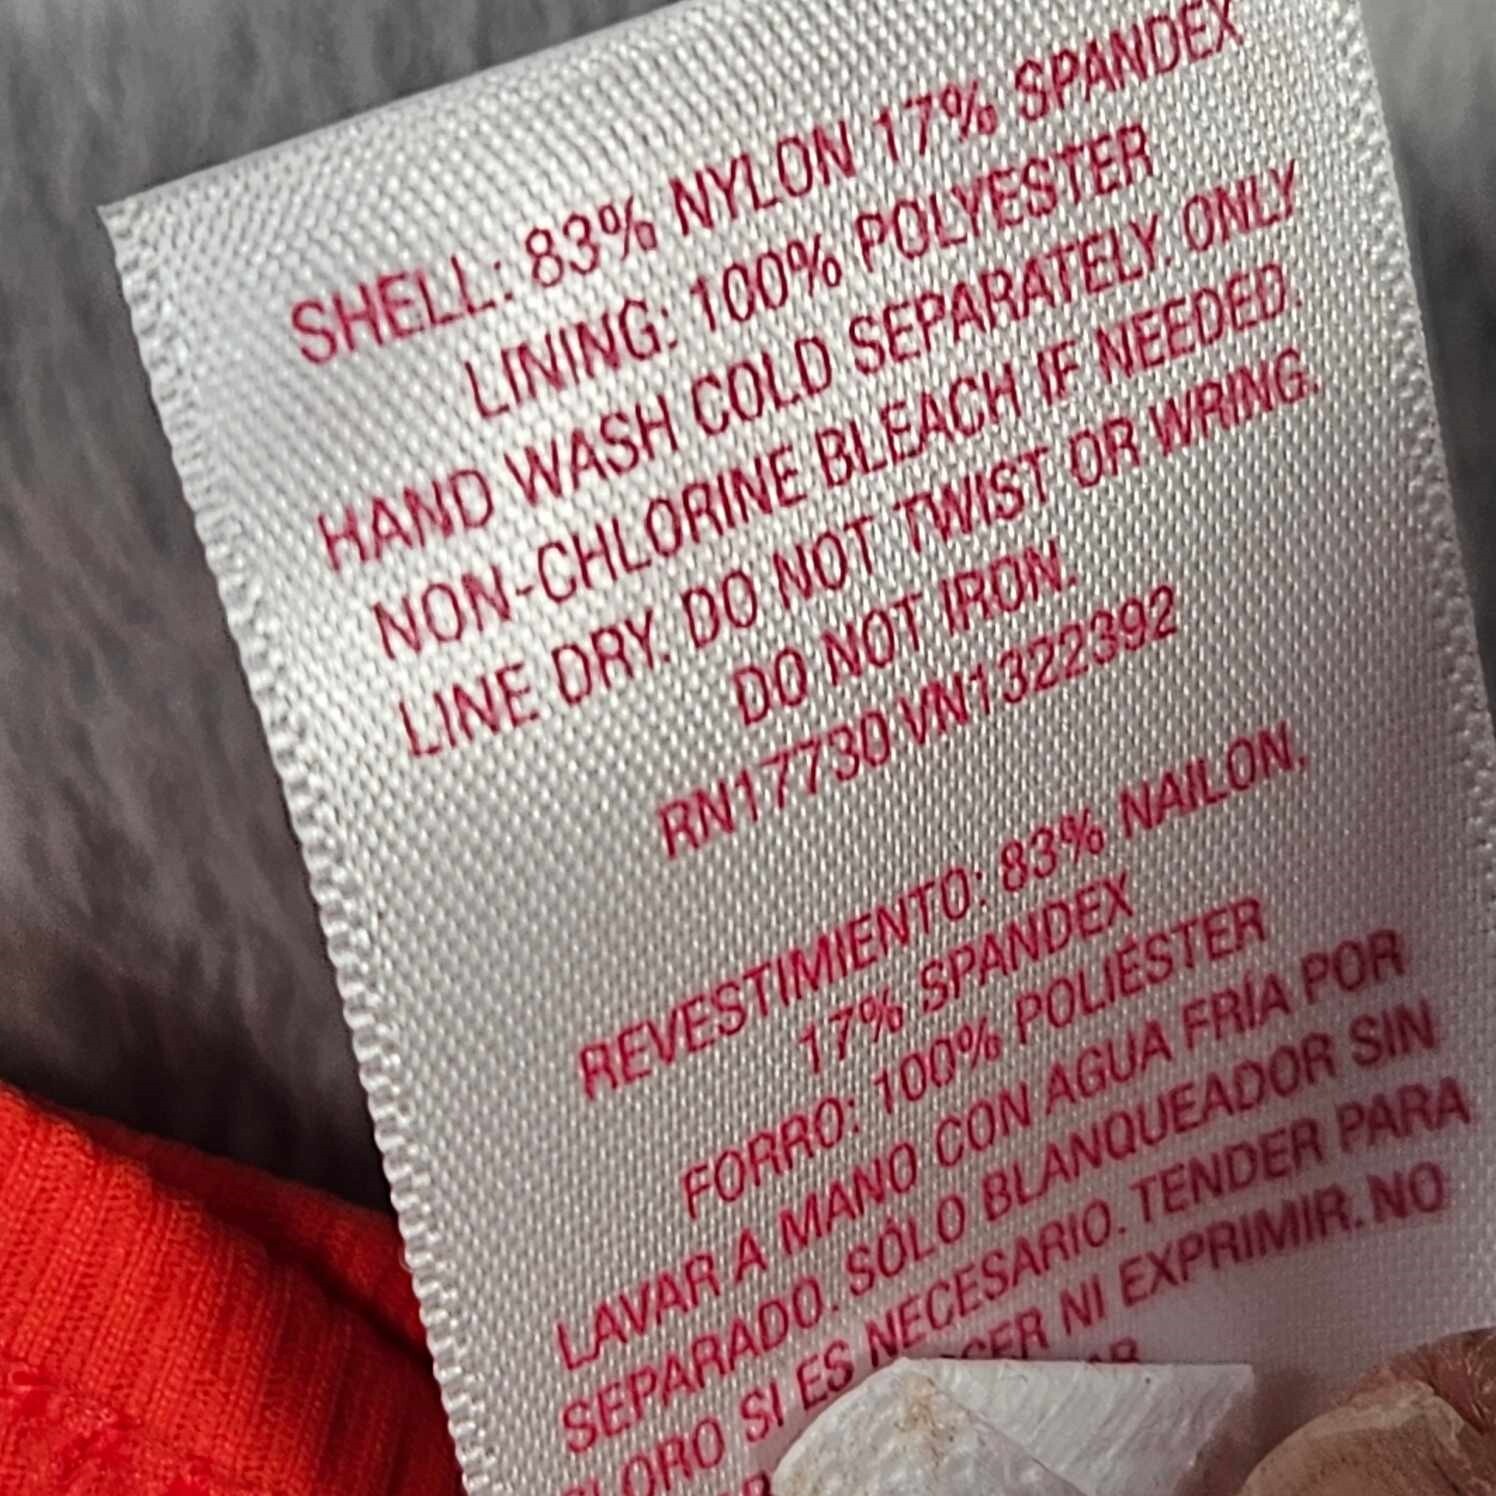 SHELL: 83% NYLON 17% SPANDEX
LINING: 100% POLYESTER
HAND WASH COLD SEPARATELY. ONLY
NON-CHLORINE BLEACH IF NEEDED.
LINE DRY. DO NOT TWIST OR WRING.
DO NOT IRON.
RN17730 VN1322392
REVESTIMIENTO: 83% NAILON,
17% SPANDEX
FORRO: 100% POLIÉSTER
LAVAR A MANO CON AGUA FRÍA POR
SEPARADO. SÓLO BLANQUEADOR SIN
SI ES NECESARIO. TENDER PARA
NI EXPRIMIR. NO